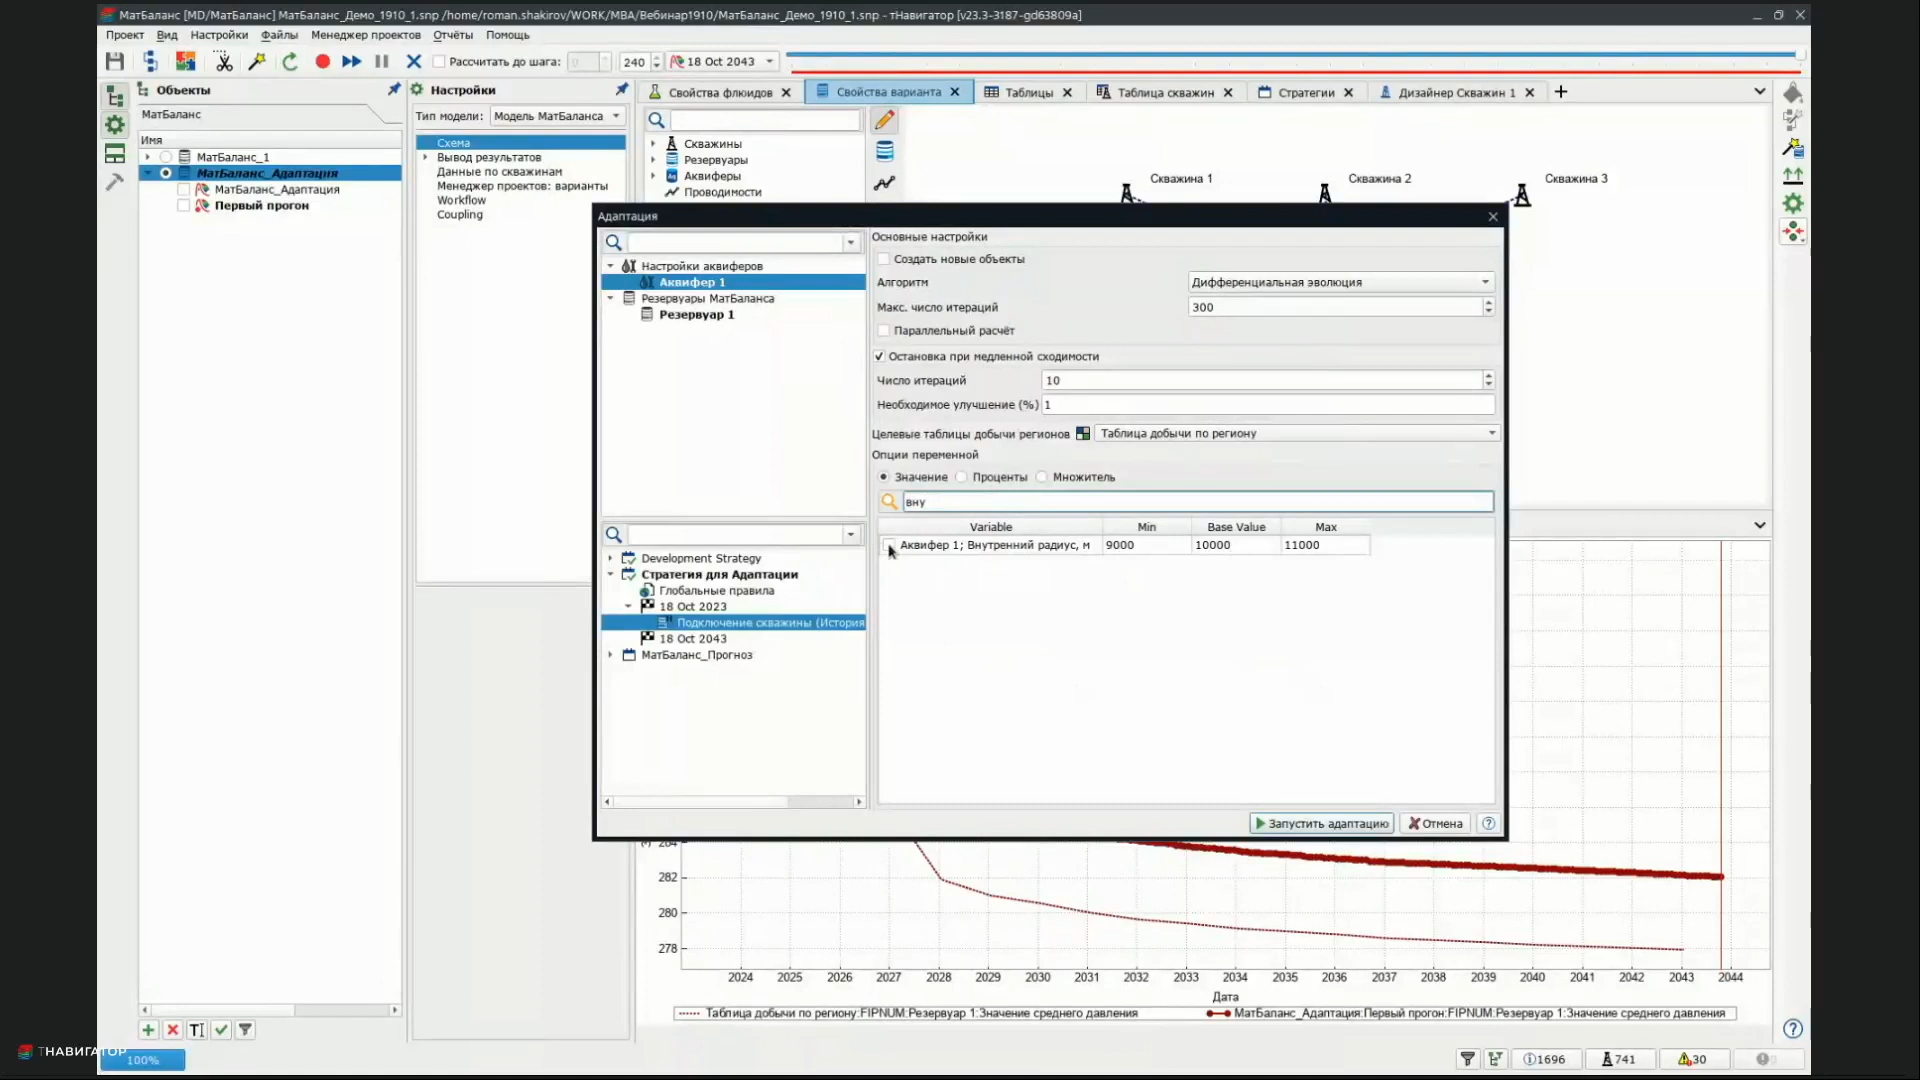 МатБаланс [MD/МатБаланс] МатБаланс_Демо_1910_1.snp /home/roman.shakirov/WORK/MBA/Вебинар1910/МатБаланс_Демо_1910_1.snp - тНавигатор [v23.3-3187-gd63809a]
Проект Вид Настройки Файлы Менеджер проектов Отчёты Помощь
Рассчитать до шага: 0 240 18 Oct 2043
Объекты
МатБаланс
Имя
МатБаланс_1
МатБаланс_Адаптация
МатБаланс_Адаптация
Первый прогон
Настройки
Тип модели: Модель МатБаланса
Схема
Вывод результатов
Данные по скважинам
Менеджер проектов: варианты
Workflow
Coupling
Свойства флюидов Свойства варианта Таблицы Таблица скважин Стратегии Дизайнер Скважин 1
Скважины
Резервуары
Аквиферы
Проводимости
Скважина 1 Скважина 2 Скважина 3
Адаптация
Настройки аквиферов
Аквифер 1
Резервуары МатБаланса
Резервуар 1
Development Strategy
Стратегия для Адаптации
Глобальные правила
18 Oct 2023
Подключение скважины (История
18 Oct 2043
МатБаланс_Прогноз
Основные настройки
Создать новые объекты
Алгоритм Дифференциальная эволюция
Макс. число итераций 300
Параллельный расчёт
Остановка при медленной сходимости
Число итераций 10
Необходимое улучшение (%) 1
Целевые таблицы добычи регионов Таблица добычи по региону
Опции переменной
Значение Проценты Множитель
вну
Variable Min Base Value Max
Аквифер 1; Внутренний радиус, м 9000 10000 11000
Запустить адаптацию Отмена
284
282
280
278
2024 2025 2026 2027 2028 2029 2030 2031 2032 2033 2034 2035 2036 2037 2038 2039 2040 2041 2042 2043 2044
Дата
Таблица добычи по региону:FIPNUM:Резервуар 1:Значение среднего давления МатБаланс_Адаптация:Первый прогон:FIPNUM:Резервуар 1:Значение среднего давления
ТНАВИГАТОР
100%
1696 741 30